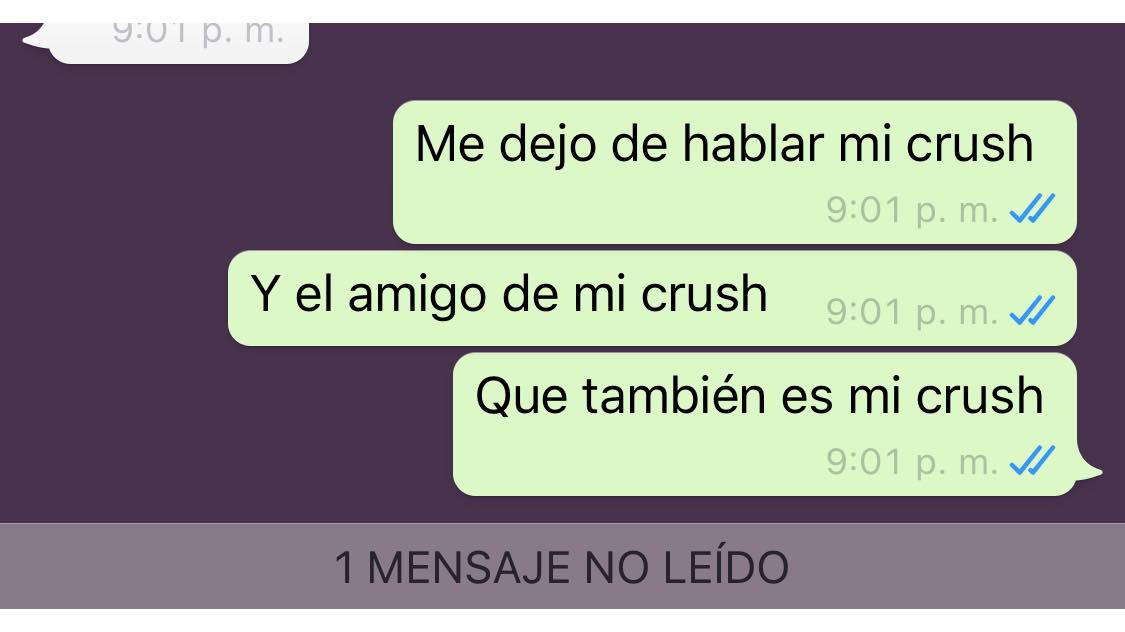 9:01 p. m.
Me dejo de hablar mi crush
9:01 p. m.
Y el amigo de mi crush 9:01 p. m.
Que también es mi crush
9:01 p. m.
1 MENSAJE NO LEÍDO